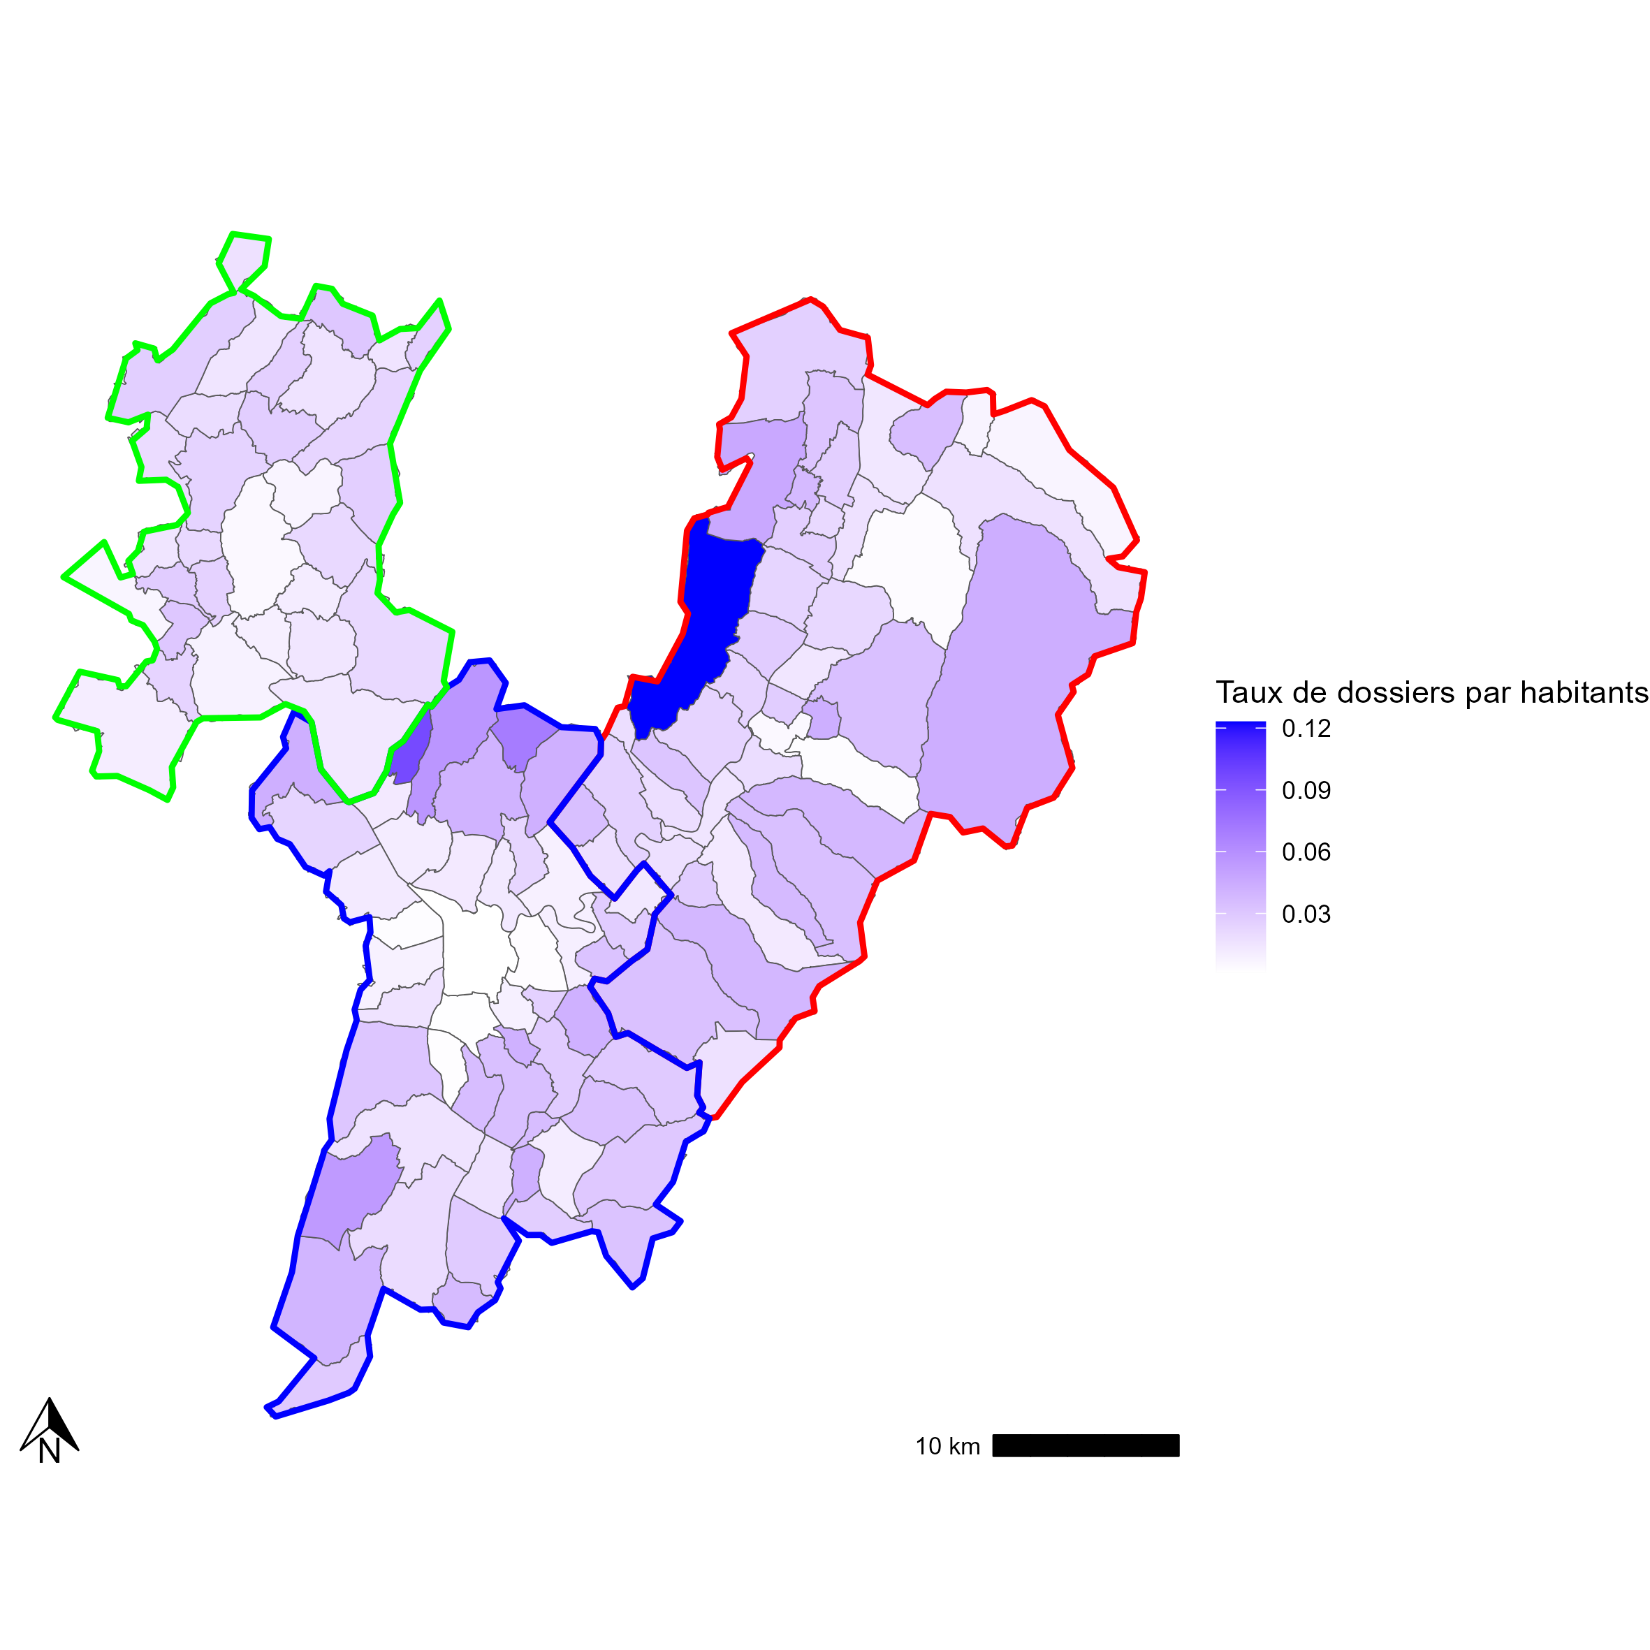 Taux de dossiers par habitants
0.12
0.09
0.06
0.03
N
10 km